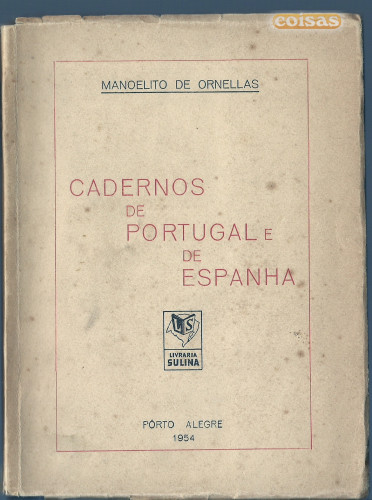 coisas
MANOELITO DE ORNELLAS
CADERNOS
DE
PORTUGAL E
DE
ESPANHA
LS
LIVRARIA
SULINA
PÔRTO ALEGRE
1954